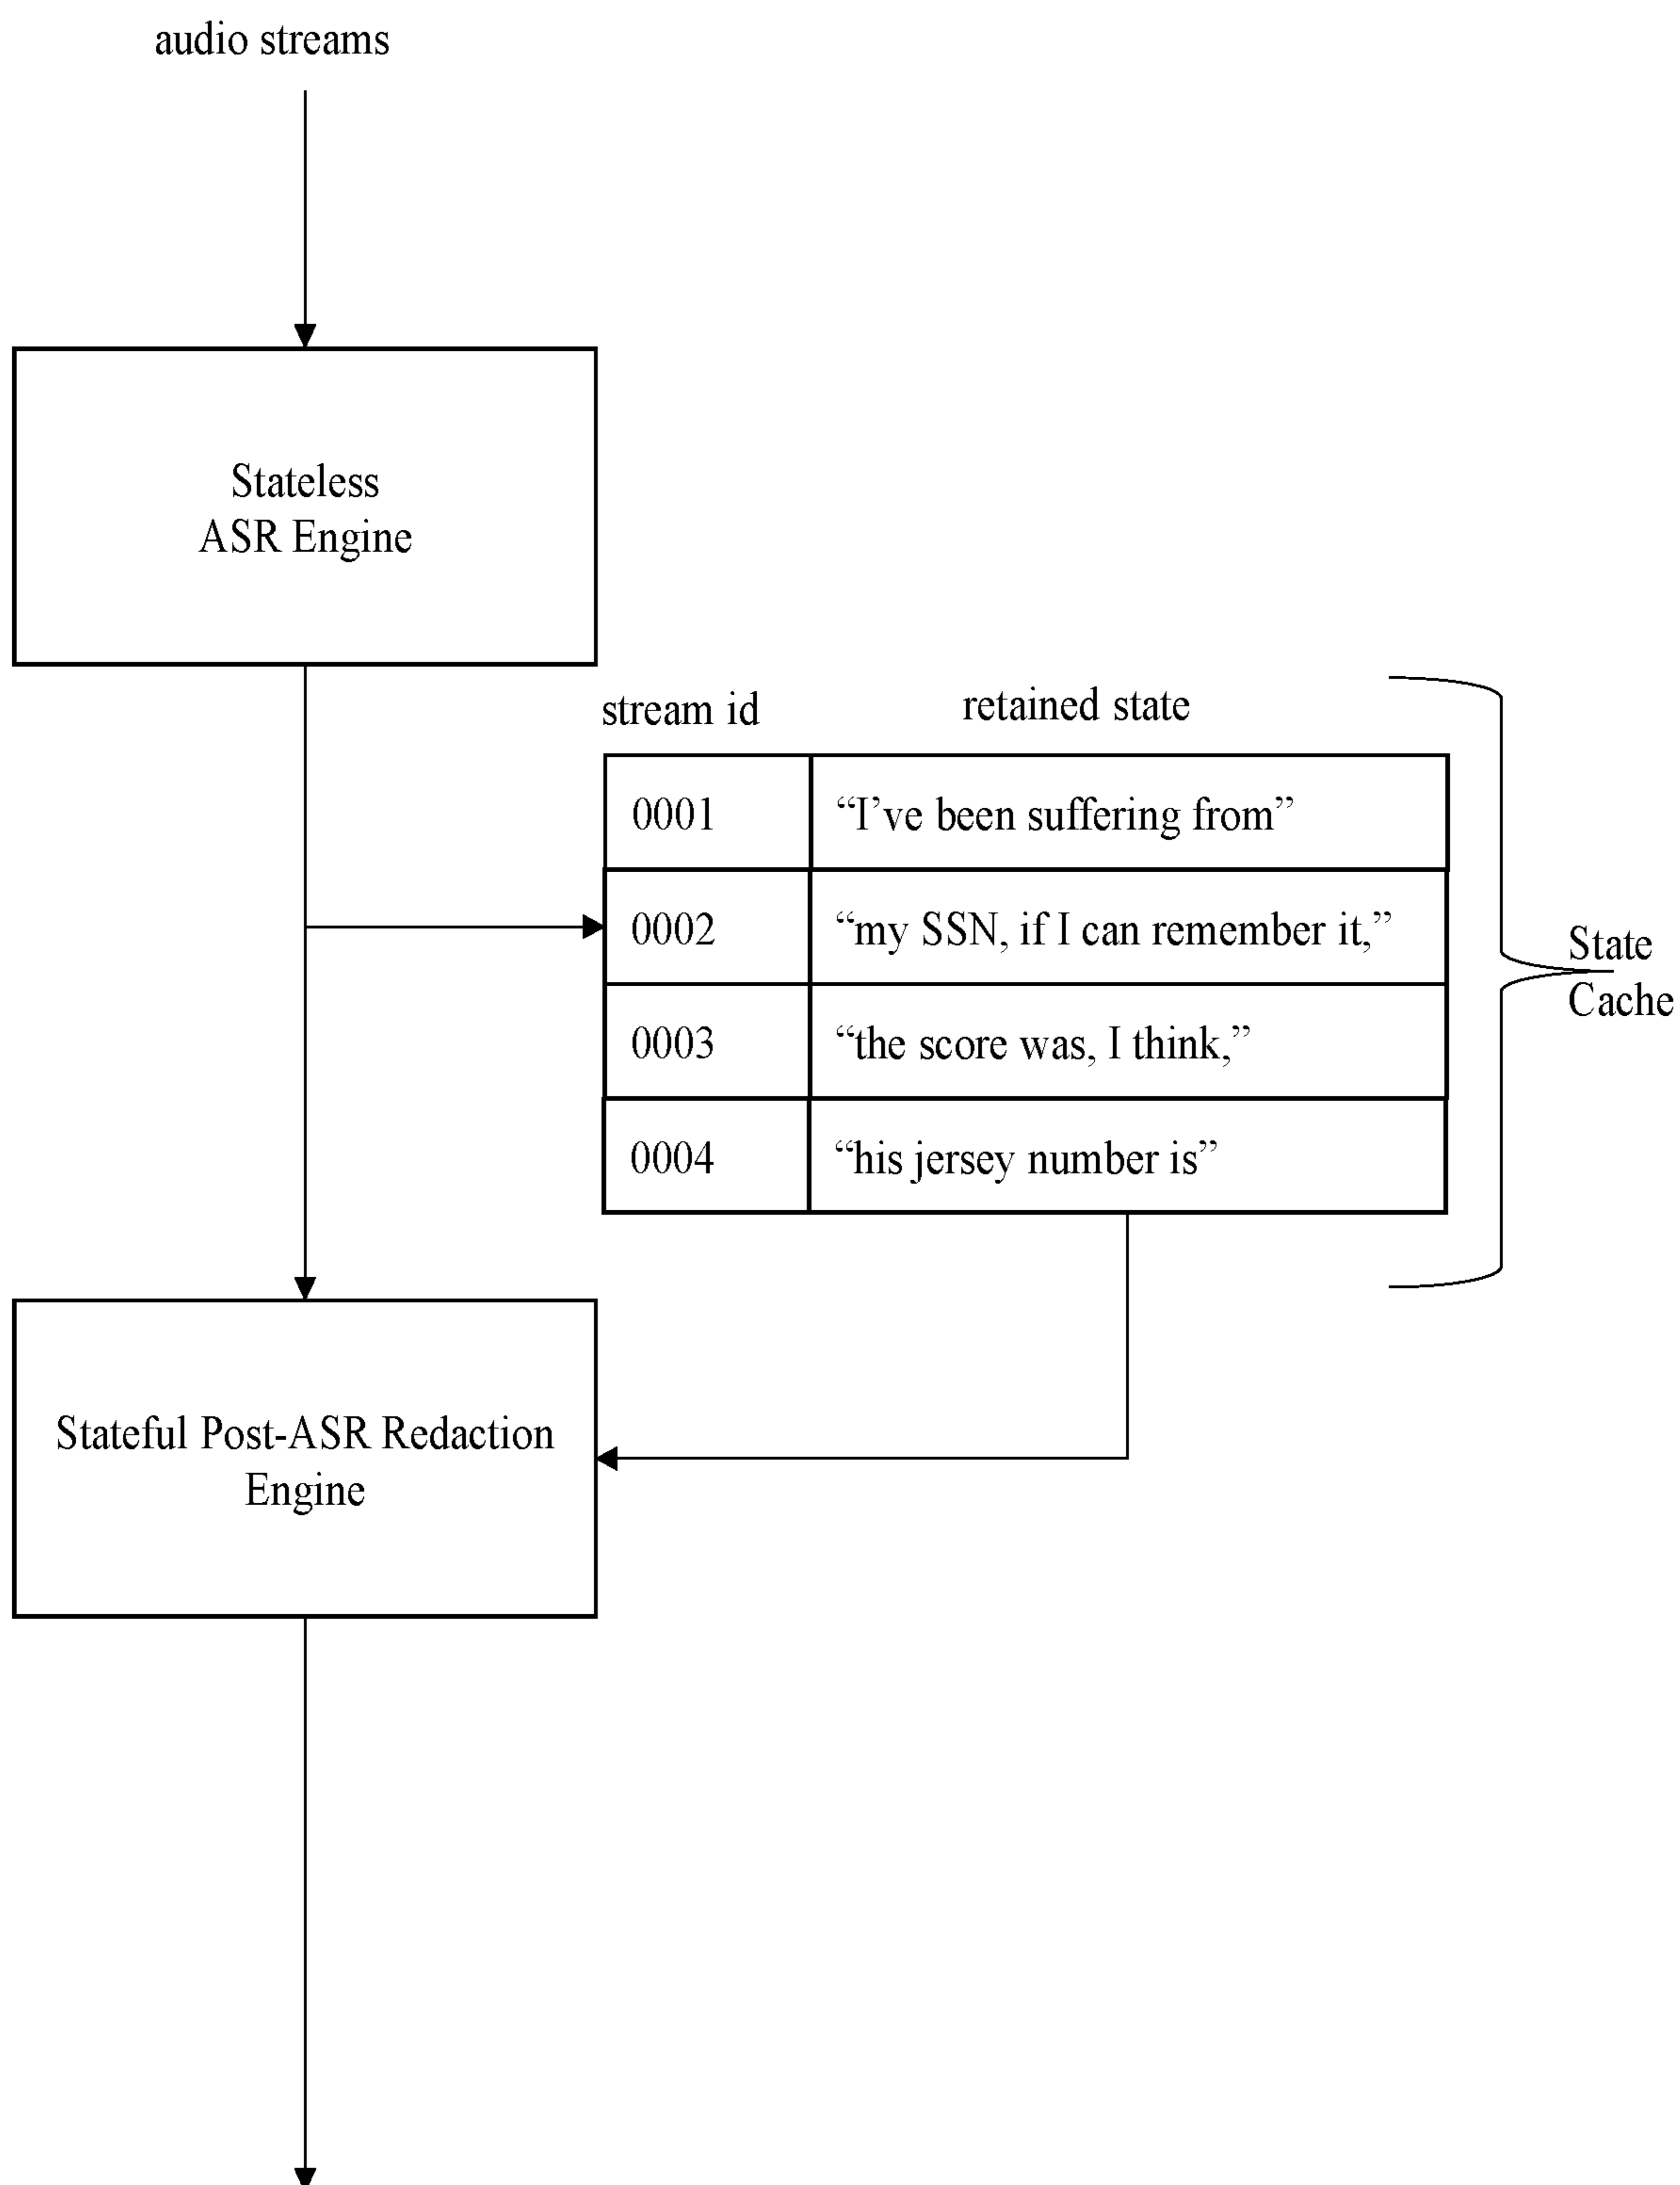 audio streams
Stateless
ASR Engine
stream id
retained state
0001
“I’ve been suffering from”
0002
“my SSN, if I can remember it,”
0003
“the score was, I think,”
0004
“his jersey number is”
State
Cache
Stateful Post-ASR Redaction
Engine